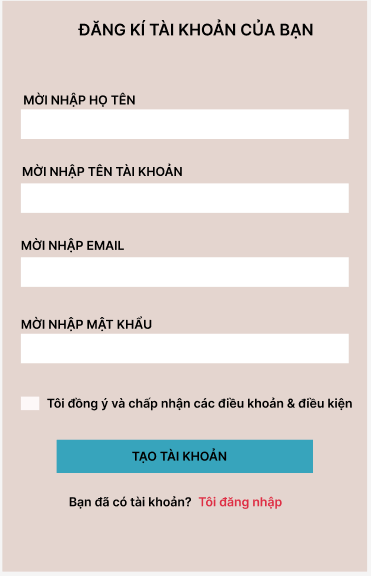 ĐĂNG KÍ TÀI KHOẢN CỦA BẠN
MỜI NHẬP HỌ TÊN
MỜI NHẬP TÊN TÀI KHOẢN
MỜI NHẬP EMAIL
MỜI NHẬP MẬT KHẨU
Tôi đồng ý và chấp nhận các điều khoản & điều kiện
TẠO TÀI KHOẢN
Bạn đã có tài khoản? Tôi đăng nhập